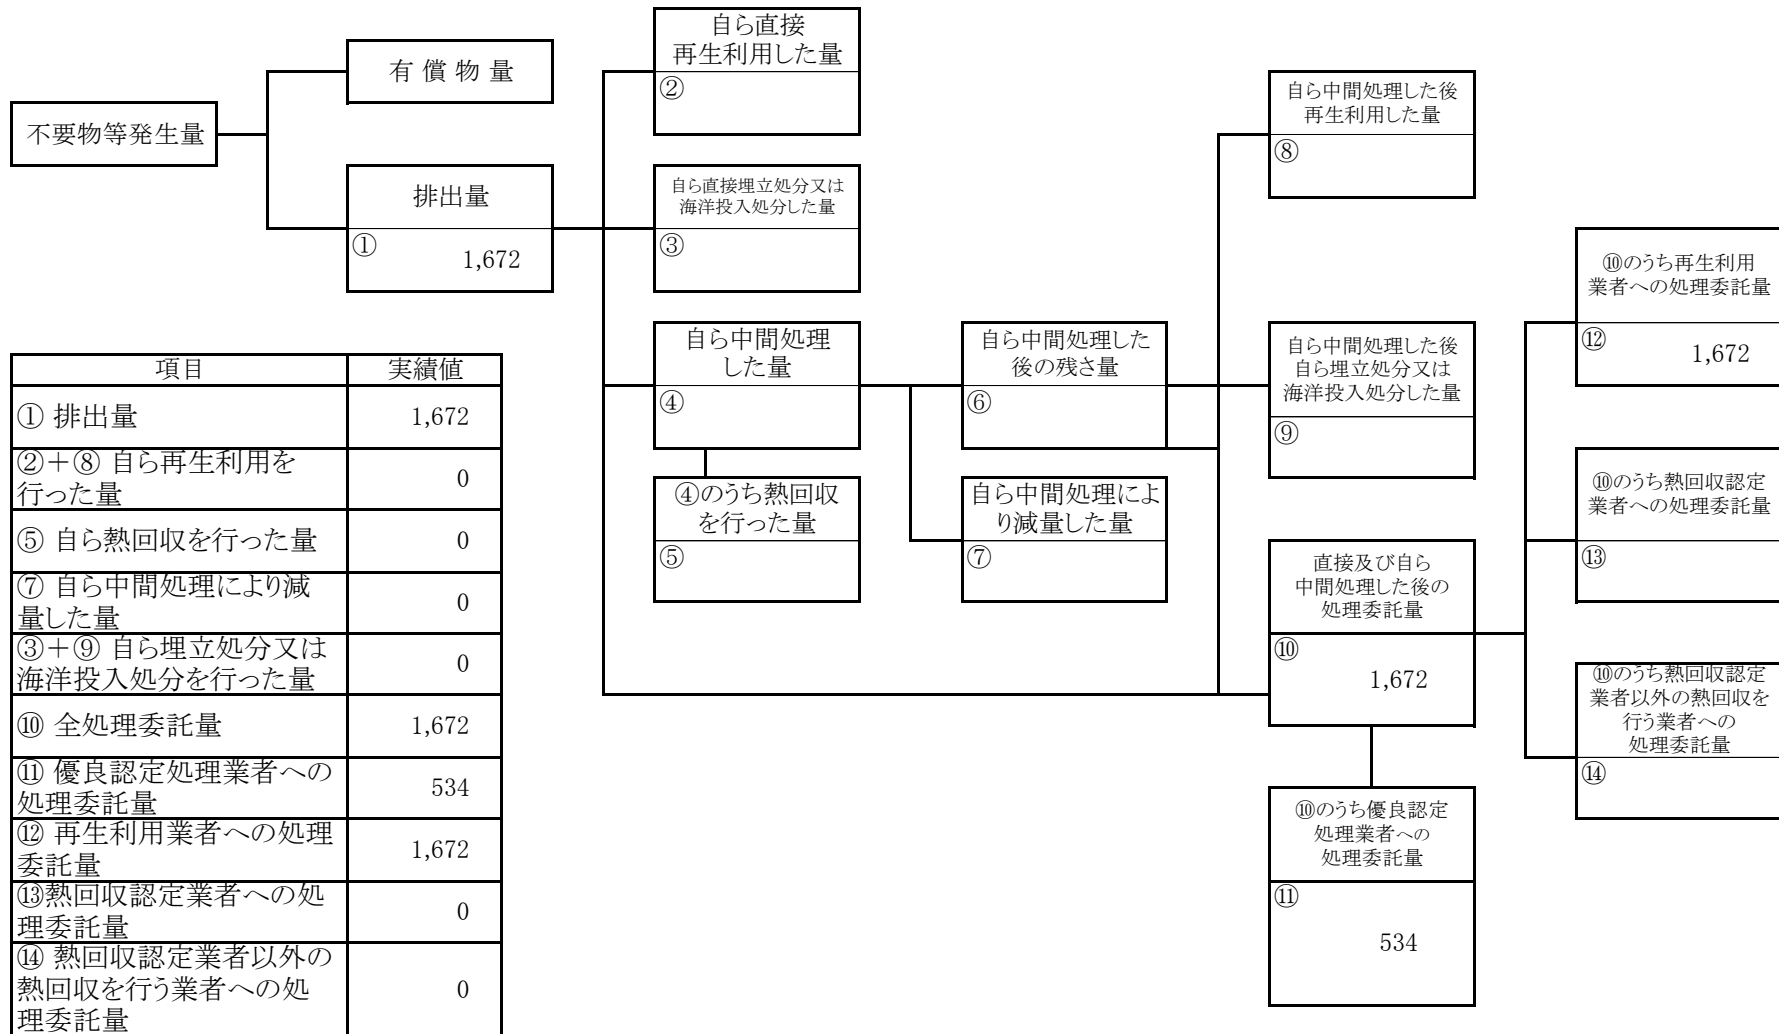 不要物等発生量
有償物量
排出量
①
1,672
自ら直接
再生利用した量
②
自ら直接埋立処分又は
海洋投入処分した量
③
自ら中間処理
した量
④
④のうち熱回収
を行った量
⑤
自ら中間処理した
後の残さ量
⑥
自ら中間処理によ
り減量した量
⑦
自ら中間処理した後
再生利用した量
⑧
自ら中間処理した後
自ら埋立処分又は
海洋投入処分した量
⑨
直接及び自ら
中間処理した後の
処理委託量
⑩
1,672
⑩のうち優良認定
処理業者への
処理委託量
⑪
534
⑩のうち再生利用
業者への処理委託量
⑫
1,672
⑩のうち熱回収認定
業者への処理委託量
⑬
⑩のうち熱回収認定
業者以外の熱回収を
行う業者への
処理委託量
⑭
項目 実績値
① 排出量 1,672
②+⑧ 自ら再生利用を
行った量 0
⑤ 自ら熱回収を行った量 0
⑦ 自ら中間処理により減
量した量 0
③+⑨ 自ら埋立処分又は
海洋投入処分を行った量 0
⑩ 全処理委託量 1,672
⑪ 優良認定処理業者への
処理委託量 534
⑫ 再生利用業者への処理
委託量 1,672
⑬熱回収認定業者への処
理委託量 0
⑭ 熱回収認定業者以外の
熱回収を行う業者への処
理委託量 0